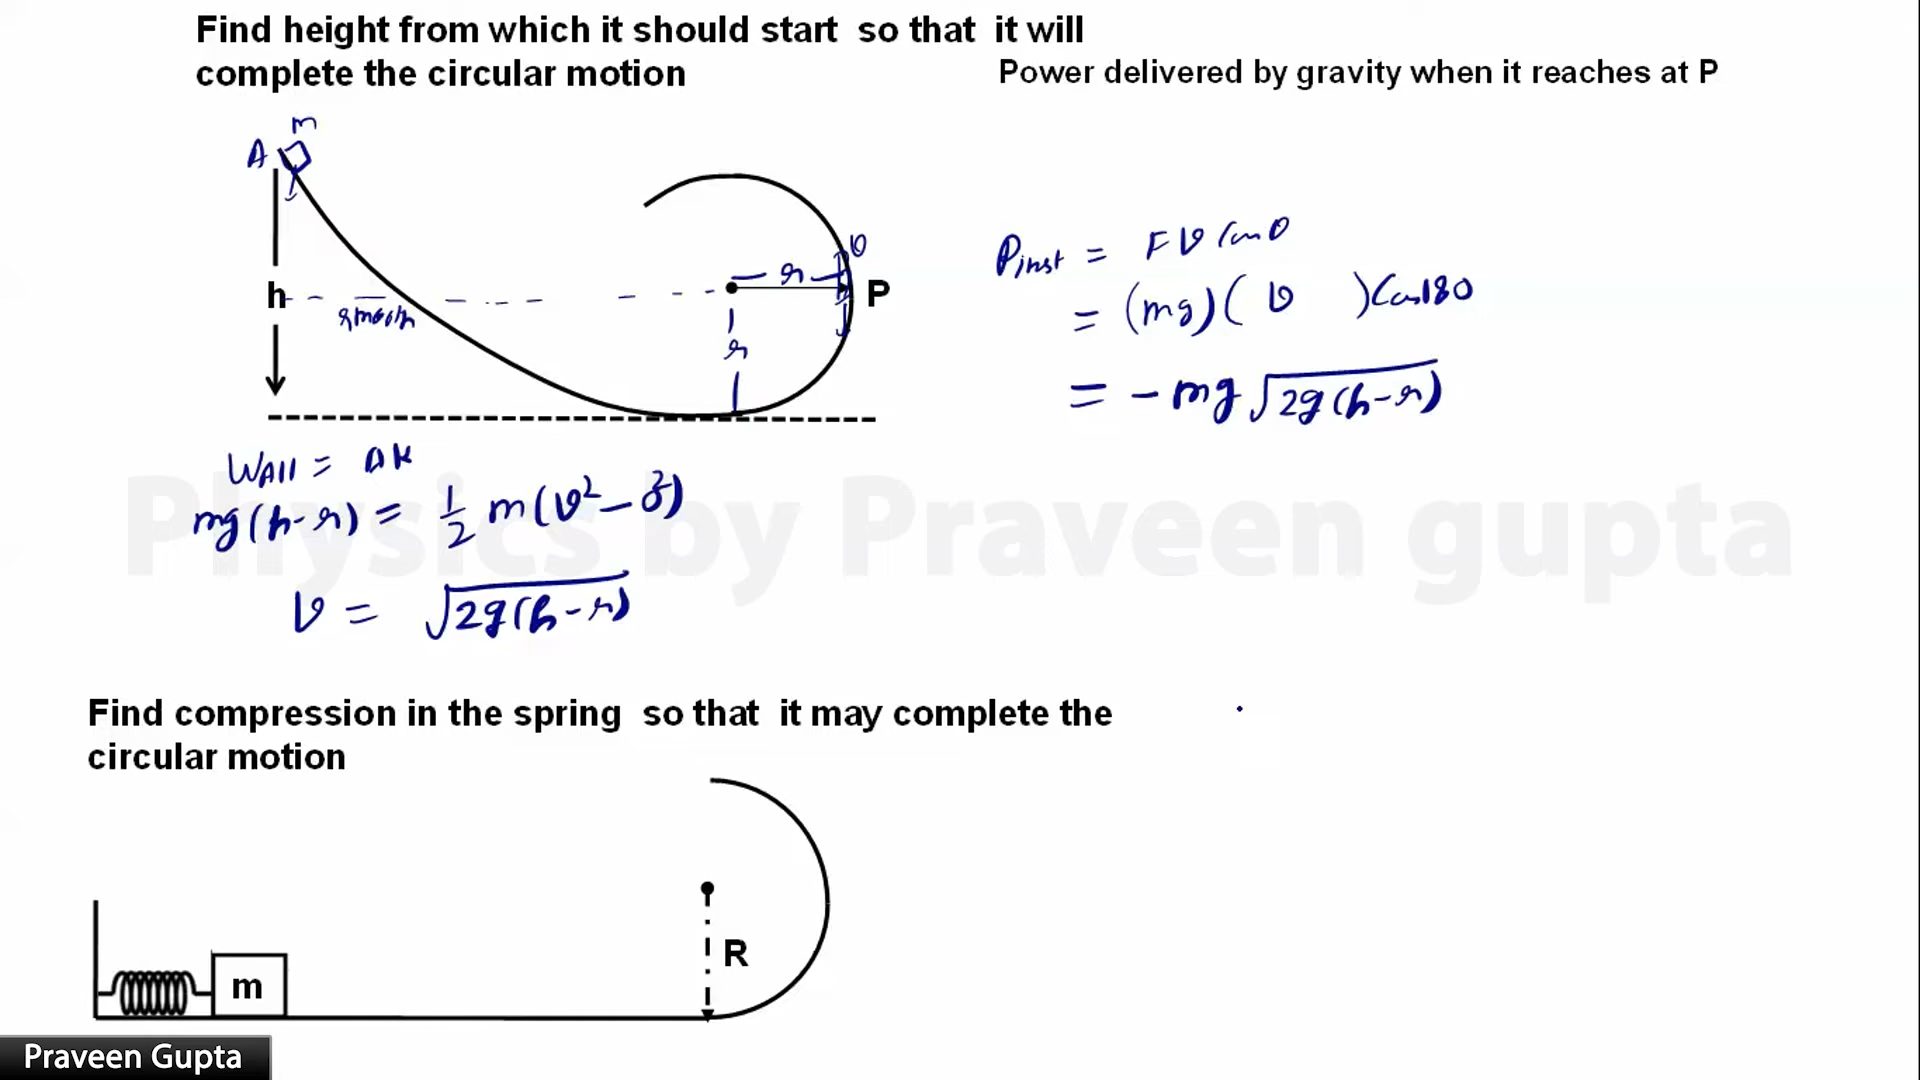 Find height from which it should start so that it will
complete the circular motion
Power delivered by gravity when it reaches at P
m
A
h
smooth
r
r
v
P
P_inst = F v Cos θ
= (mg)( v )Cos180
= - mg √2g(h-r)
W_All = ΔK
mg(h-r) = 1/2 m(v² - 0²)
v = √2g(h-r)
Physics by Praveen gupta
Find compression in the spring so that it may complete the
circular motion
R
m
Praveen Gupta